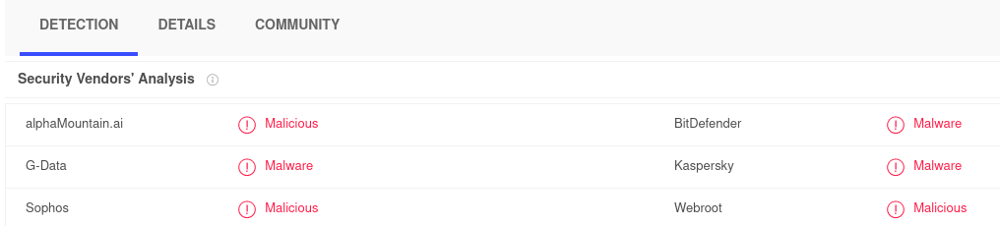 DETECTION DETAILS COMMUNITY
Security Vendors' Analysis
alphaMountain.ai Malicious BitDefender Malware
G-Data Malware Kaspersky Malware
Sophos Malicious Webroot Malicious